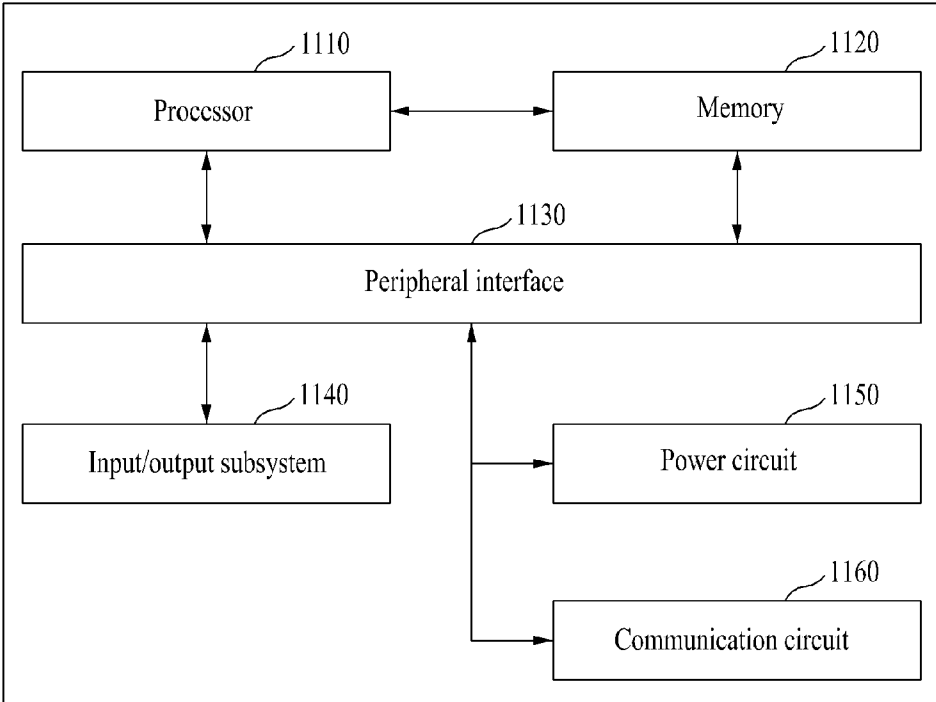 1110
1120
Processor
Memory
1130
Peripheral interface
1140
1150
Input/output subsystem
Power circuit
1160
Communication circuit